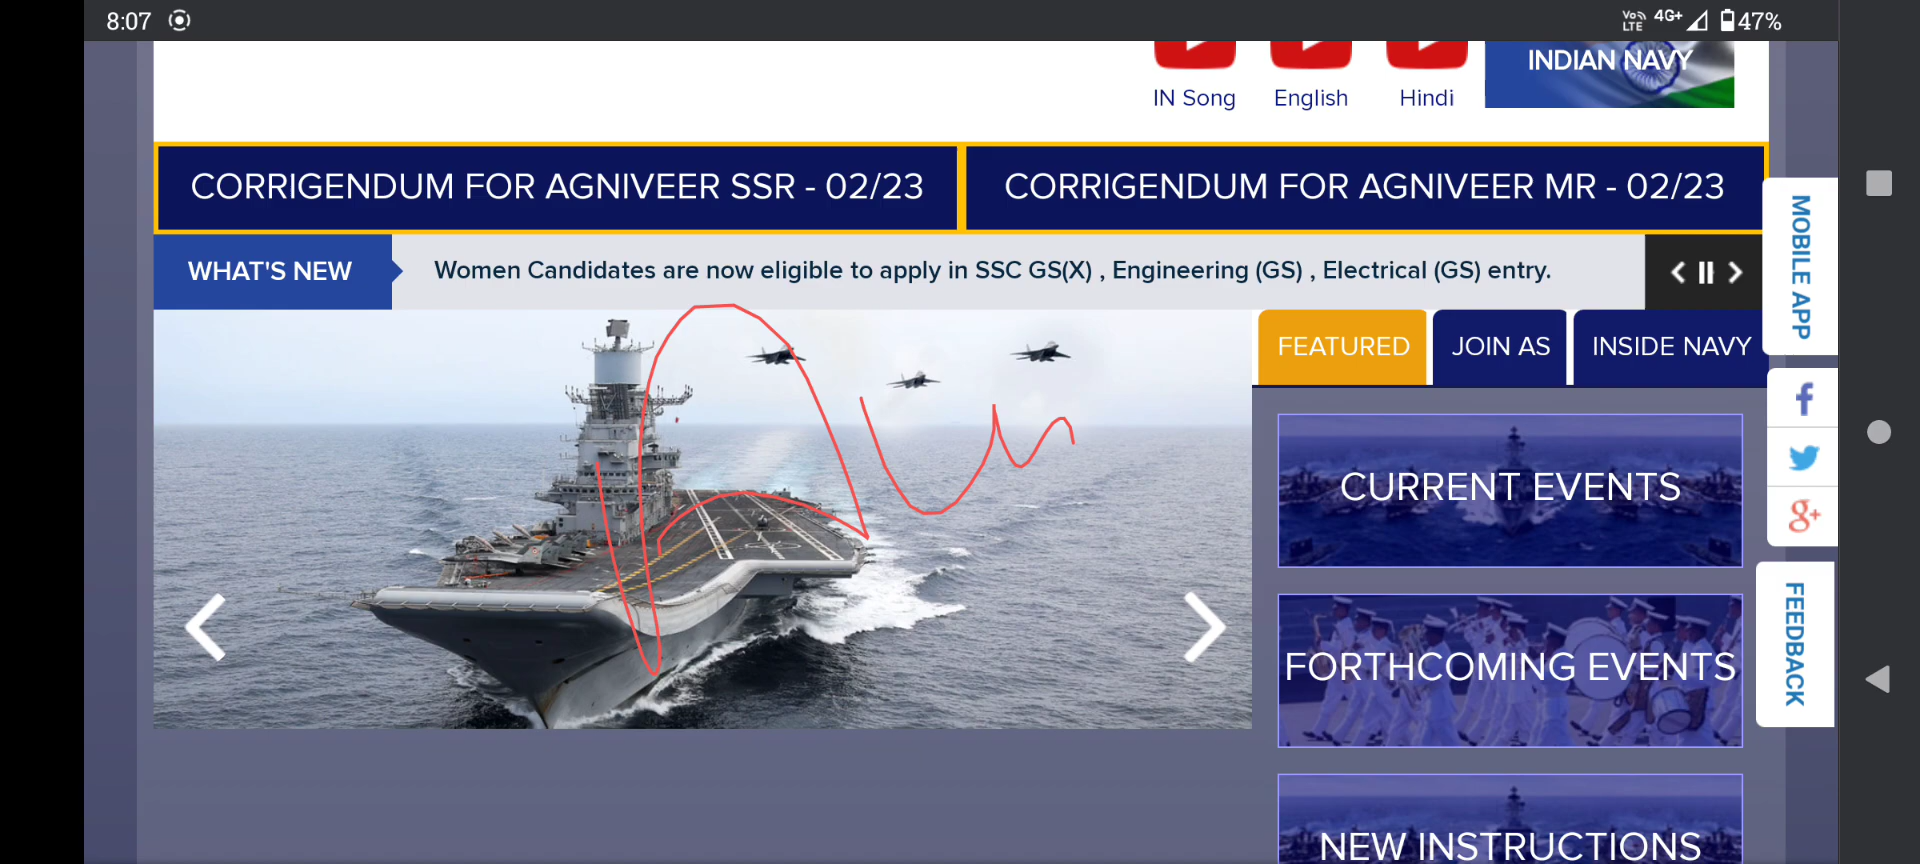 8:07 Vo LTE 4G+ 47%
INDIAN NAVY
IN Song English Hindi
CORRIGENDUM FOR AGNIVEER SSR - 02/23 CORRIGENDUM FOR AGNIVEER MR - 02/23
WHAT'S NEW Women Candidates are now eligible to apply in SSC GS(X) , Engineering (GS) , Electrical (GS) entry.
MOBILE APP
FEATURED JOIN AS INSIDE NAVY
f
g+
CURRENT EVENTS
FORTHCOMING EVENTS
FEEDBACK
NEW INSTRUCTIONS